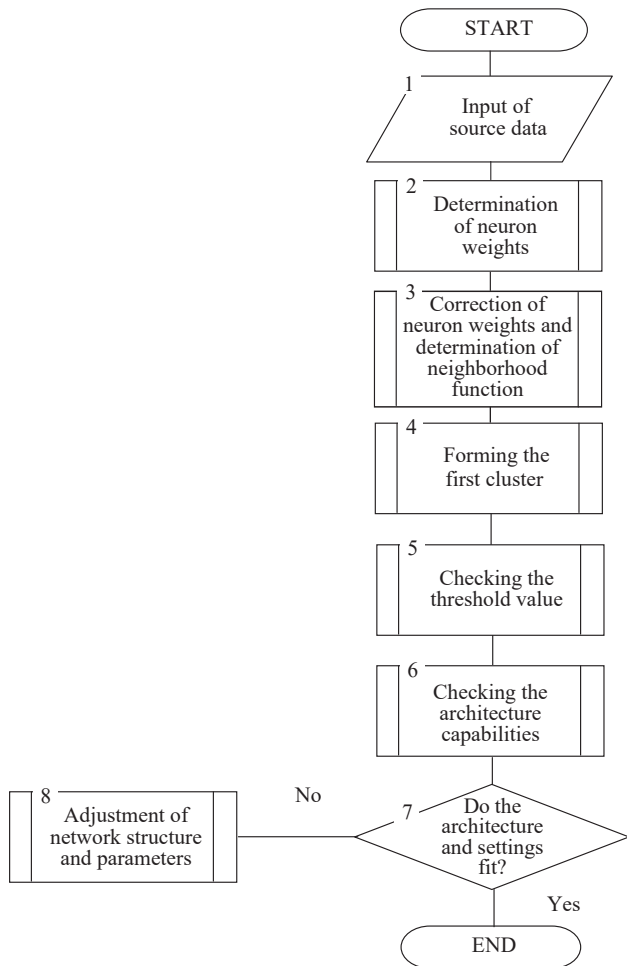 START
1
Input of
source data
2
Determination
of neuron
weights
3
Correction of
neuron weights and
determination of
neighborhood
function
4
Forming the
first cluster
5
Checking the
threshold value
6
Checking the
architecture
capabilities
7
Do the
architecture
and settings
fit?
No
8
Adjustment of
network structure
and parameters
Yes
END